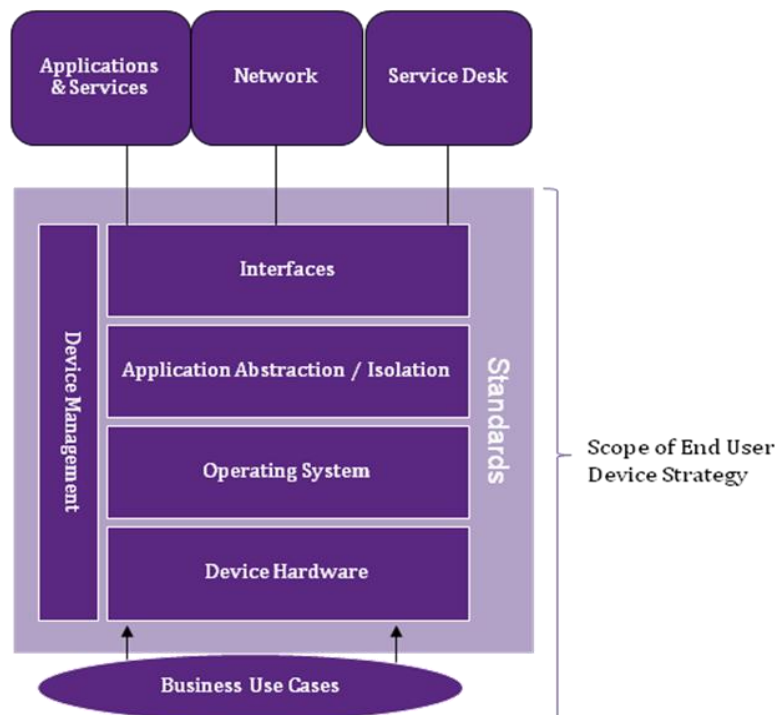 Applications
& Services
Network
Service Desk
Interfaces
Device Management
Application Abstraction / Isolation
Standards
Operating System
Scope of End User
Device Strategy
Device Hardware
Business Use Cases